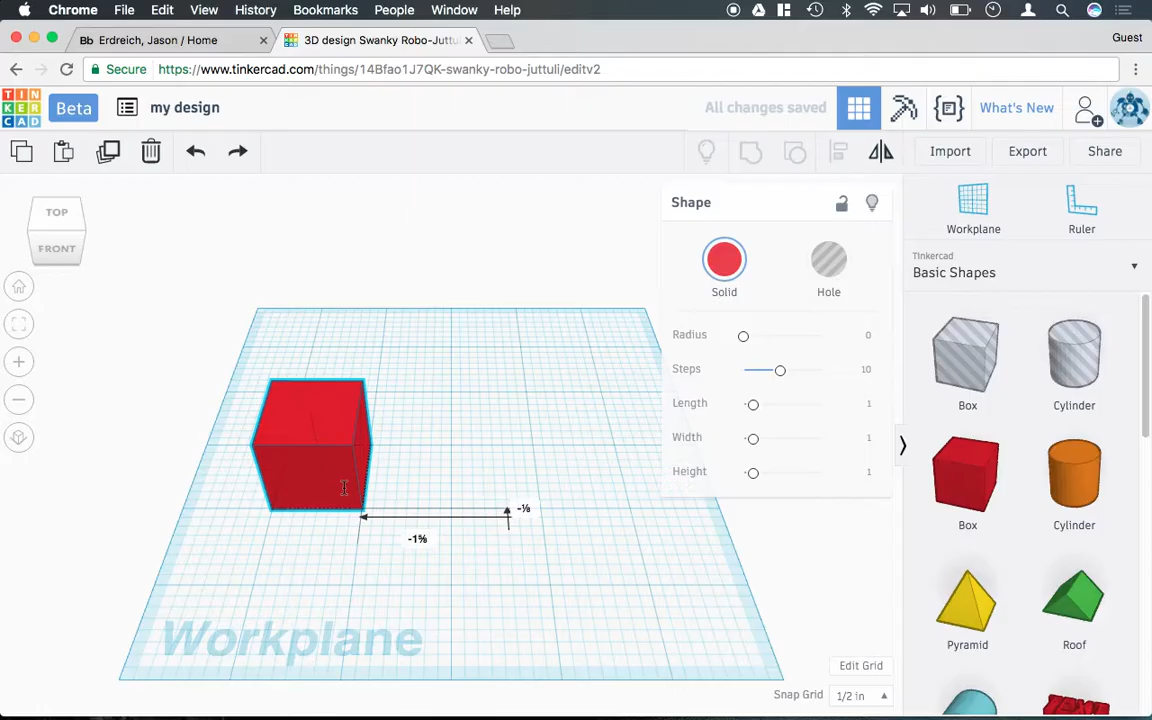 Chrome File Edit View History Bookmarks People Window Help
Bb Erdreich, Jason / Home
3D design Swanky Robo-Juttuli
Guest
Secure https://www.tinkercad.com/things/14Bfao1J7QK-swanky-robo-juttuli/editv2
TIN
KER
CAD
Beta
my design
All changes saved
What's New
Import Export Share
TOP
FRONT
Shape
Solid
Hole
Radius 0
Steps 10
Length 1
Width 1
Height 1
Workplane
Ruler
Tinkercad
Basic Shapes
Box
Cylinder
Box
Cylinder
Pyramid
Roof
-⅛
Workplane
Edit Grid
Snap Grid 1/2 in